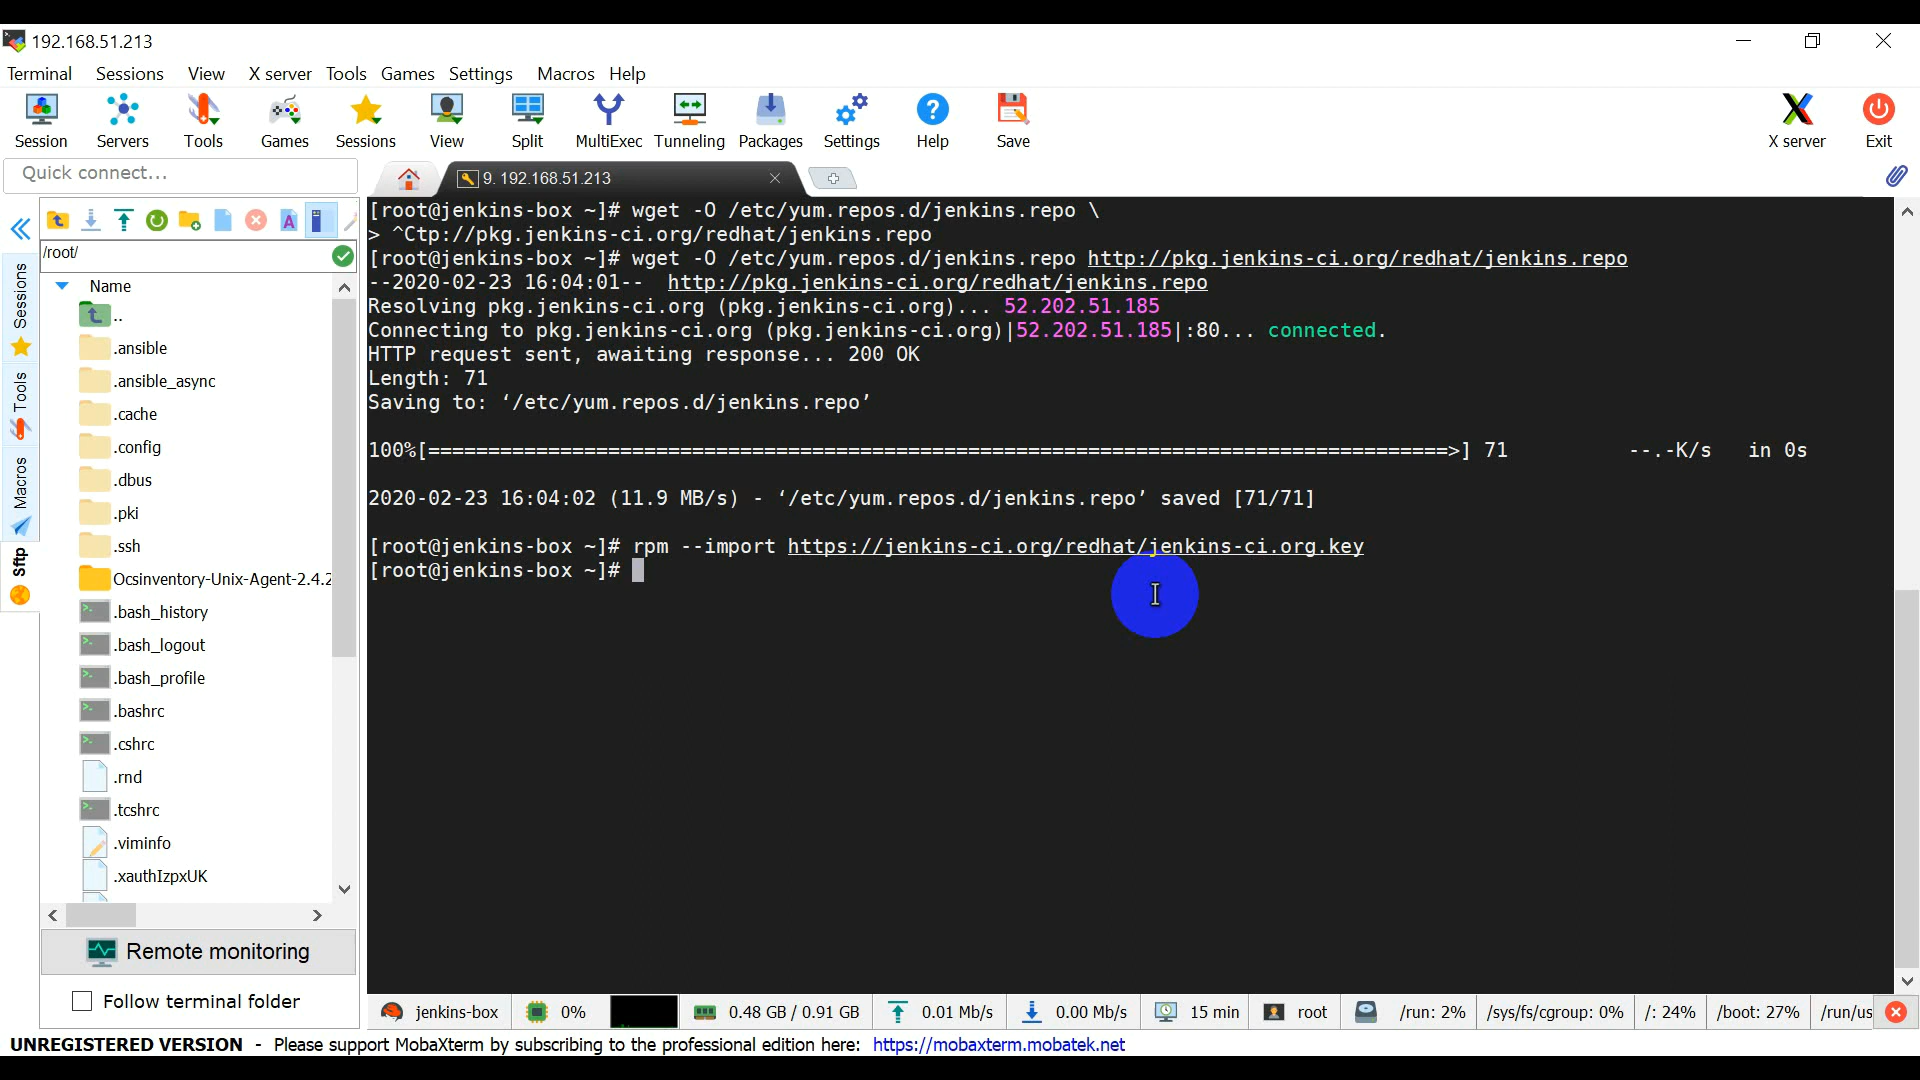 192.168.51.213
Terminal Sessions View X server Tools Games Settings Macros Help
Session Servers Tools Games Sessions View Split MultiExec Tunneling Packages Settings Help Save X server Exit
Quick connect...
9. 192.168.51.213
/root/
Name
..
.ansible
.ansible_async
.cache
.config
.dbus
.pki
.ssh
Ocsinventory-Unix-Agent-2.4.2
.bash_history
.bash_logout
.bash_profile
.bashrc
.cshrc
.rnd
.tcshrc
.viminfo
.xauthIzpxUK
Sessions
Tools
Macros
Sftp
Remote monitoring
Follow terminal folder
[root@jenkins-box ~]# wget -O /etc/yum.repos.d/jenkins.repo \
> ^Ctp://pkg.jenkins-ci.org/redhat/jenkins.repo
[root@jenkins-box ~]# wget -O /etc/yum.repos.d/jenkins.repo http://pkg.jenkins-ci.org/redhat/jenkins.repo
--2020-02-23 16:04:01-- http://pkg.jenkins-ci.org/redhat/jenkins.repo
Resolving pkg.jenkins-ci.org (pkg.jenkins-ci.org)... 52.202.51.185
Connecting to pkg.jenkins-ci.org (pkg.jenkins-ci.org)|52.202.51.185|:80... connected.
HTTP request sent, awaiting response... 200 OK
Length: 71
Saving to: ‘/etc/yum.repos.d/jenkins.repo’
100%[=====================================================================================>] 71 --.-K/s in 0s
2020-02-23 16:04:02 (11.9 MB/s) - ‘/etc/yum.repos.d/jenkins.repo’ saved [71/71]
[root@jenkins-box ~]# rpm --import https://jenkins-ci.org/redhat/jenkins-ci.org.key
[root@jenkins-box ~]#
jenkins-box 0% 0.48 GB / 0.91 GB 0.01 Mb/s 0.00 Mb/s 15 min root /run: 2% /sys/fs/cgroup: 0% /: 24% /boot: 27% /run/us
UNREGISTERED VERSION - Please support MobaXterm by subscribing to the professional edition here: https://mobaxterm.mobatek.net